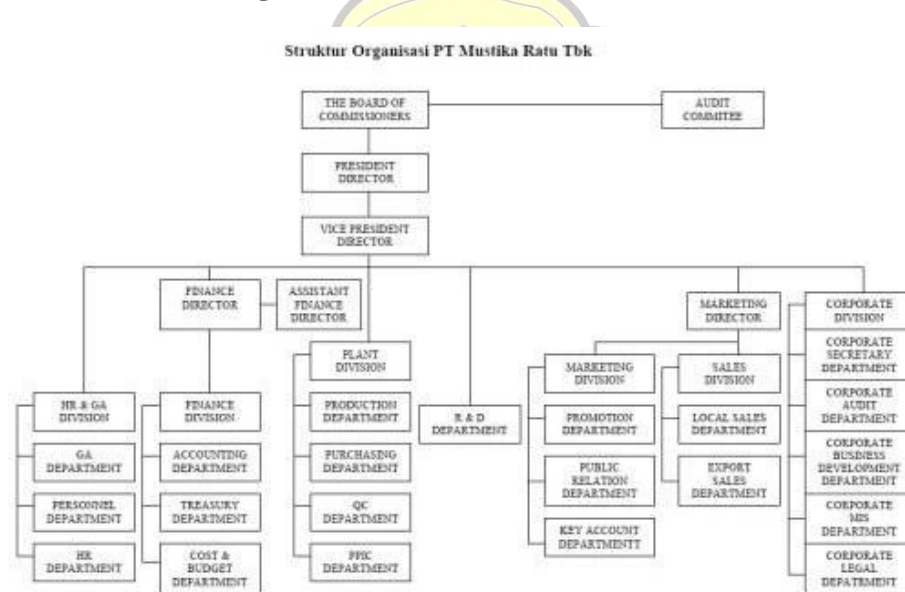 Struktur Organisasi PT Mustika Ratu Tbk
THE BOARD OF
COMMISSIONERS
AUDIT
COMMITEE
PRESIDENT
DIRECTOR
VICE PRESIDENT
DIRECTOR
FINANCE
DIRECTOR
ASSISTANT
FINANCE
DIRECTOR
MARKETING
DIRECTOR
CORPORATE
DIVISION
PLANT
DIVISION
MARKETING
DIVISION
SALES
DIVISION
CORPORATE
SECRETARY
DEPARTMENT
HR & GA
DIVISION
FINANCE
DIVISION
PRODUCTION
DEPARTMENT
R & D
DEPARTMENT
PROMOTION
DEPARTMENT
LOCAL SALES
DEPARTMENT
CORPORATE
AUDIT
DEPARTMENT
GA
DEPARTMENT
ACCOUNTING
DEPARTMENT
PURCHASING
DEPARTMENT
PUBLIC
RELATION
DEPARTMENT
EXPORT
SALES
DEPARTMENT
CORPORATE
BUSINESS
DEVELOPMENT
DEPARTMENT
PERSONNEL
DEPARTMENT
TREASURY
DEPARTMENT
QC
DEPARTMENT
KEY ACCOUNT
DEPARTMENTT
CORPORATE
MIS
DEPARTMENT
HR
DEPARTMENT
COST &
BUDGET
DEPARTMENT
PPIC
DEPARTMENT
CORPORATE
LEGAL
DEPATRMENT